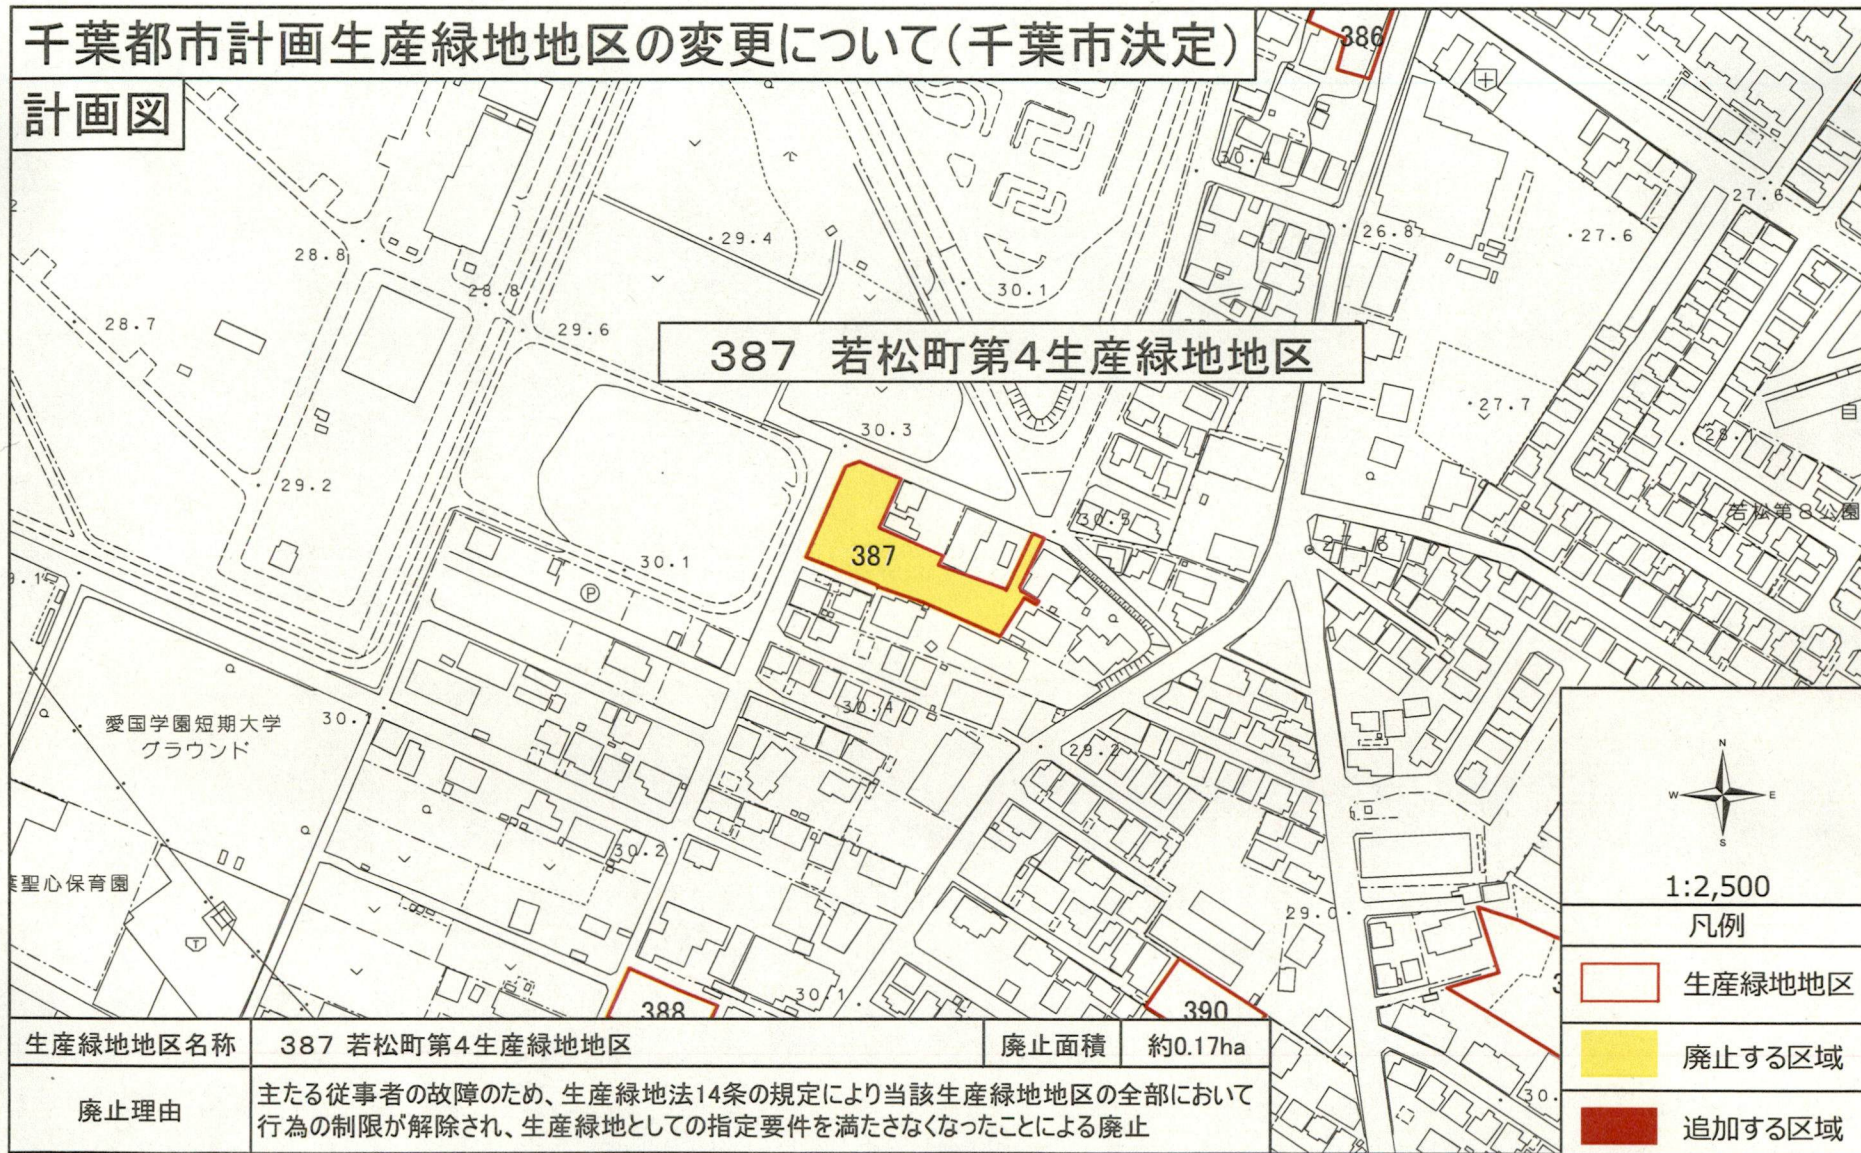 千葉都市計画生産緑地地区の変更について(千葉市決定)
計画図
386
30.4
27.6
29.4
26.8
27.6
28.8
28.8
30.1
28.7
29.6
387 若松町第4生産緑地地区
27.7
30.3
自
29.2
30.5
若松第8公園
27.6
387
30.1
P
30.1
30.4
愛国学園短期大学
グラウンド
29.2
N
W E
S
30.2
聖心保育園
1:2,500
29.0
凡例
生産緑地地区
388
30.1
390
生産緑地地区名称 387 若松町第4生産緑地地区 廃止面積 約0.17ha
廃止する区域
廃止理由
主たる従事者の故障のため、生産緑地法14条の規定により当該生産緑地地区の全部において
行為の制限が解除され、生産緑地としての指定要件を満たさなくなったことによる廃止
30.
追加する区域